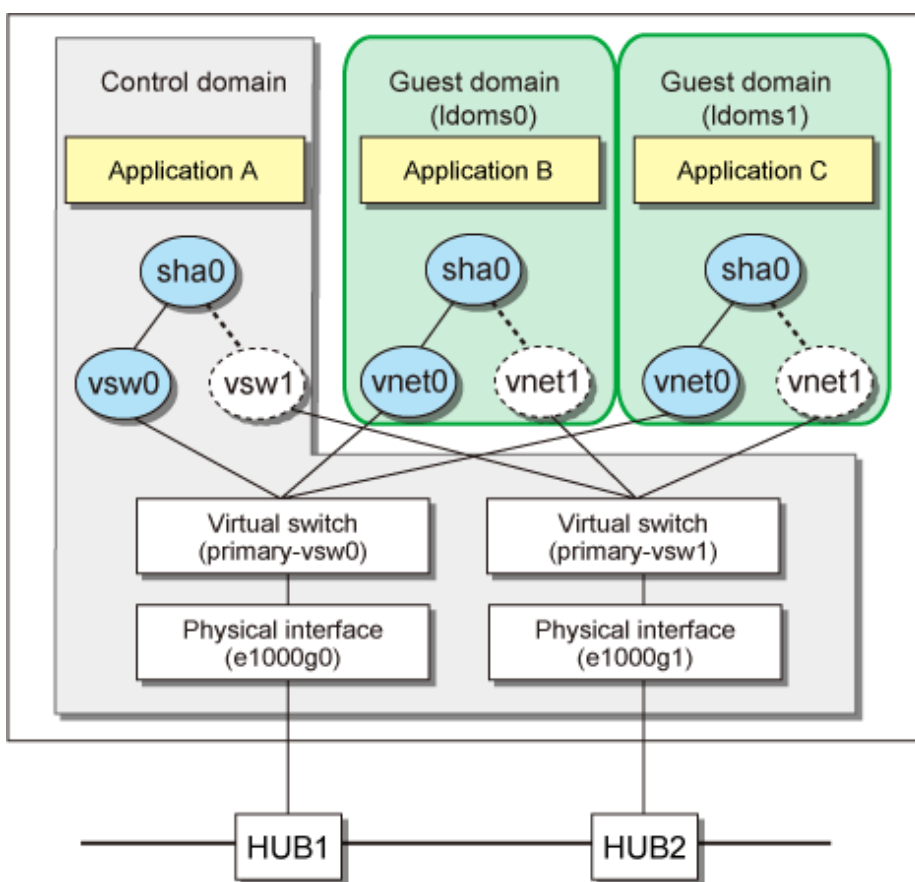 Control domain
Guest domain
(ldoms0)
Guest domain
(ldoms1)
Application A
Application B
Application C
sha0
sha0
sha0
vsw0
vsw1
vnet0
vnet1
vnet0
vnet1
Virtual switch
(primary-vsw0)
Virtual switch
(primary-vsw1)
Physical interface
(e1000g0)
Physical interface
(e1000g1)
HUB1
HUB2